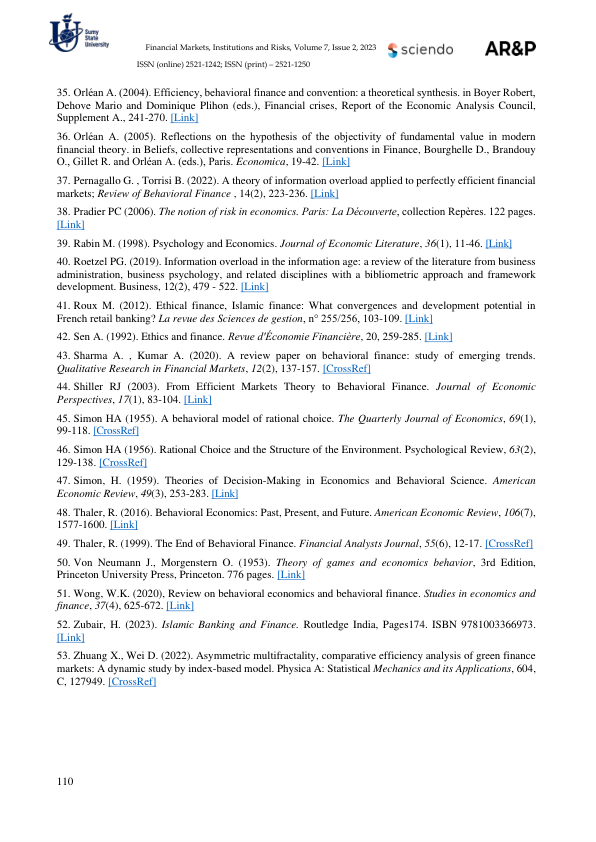 Sumy
State
University
Financial Markets, Institutions and Risks, Volume 7, Issue 2, 2023
sciendo
AR&P
ISSN (online) 2521-1242; ISSN (print) – 2521-1250
35. Orléan A. (2004). Efficiency, behavioral finance and convention: a theoretical synthesis. in Boyer Robert,
Dehove Mario and Dominique Plihon (eds.), Financial crises, Report of the Economic Analysis Council,
Supplement A., 241-270. [Link]
36. Orléan A. (2005). Reflections on the hypothesis of the objectivity of fundamental value in modern
financial theory. in Beliefs, collective representations and conventions in Finance, Bourghelle D., Brandouy
O., Gillet R. and Orléan A. (eds.), Paris. Economica, 19-42. [Link]
37. Pernagallo G. , Torrisi B. (2022). A theory of information overload applied to perfectly efficient financial
markets; Review of Behavioral Finance , 14(2), 223-236. [Link]
38. Pradier PC (2006). The notion of risk in economics. Paris: La Découverte, collection Repères. 122 pages.
[Link]
39. Rabin M. (1998). Psychology and Economics. Journal of Economic Literature, 36(1), 11-46. [Link]
40. Roetzel PG. (2019). Information overload in the information age: a review of the literature from business
administration, business psychology, and related disciplines with a bibliometric approach and framework
development. Business, 12(2), 479 - 522. [Link]
41. Roux M. (2012). Ethical finance, Islamic finance: What convergences and development potential in
French retail banking? La revue des Sciences de gestion, n° 255/256, 103-109. [Link]
42. Sen A. (1992). Ethics and finance. Revue d'Économie Financière, 20, 259-285. [Link]
43. Sharma A. , Kumar A. (2020). A review paper on behavioral finance: study of emerging trends.
Qualitative Research in Financial Markets, 12(2), 137-157. [CrossRef]
44. Shiller RJ (2003). From Efficient Markets Theory to Behavioral Finance. Journal of Economic
Perspectives, 17(1), 83-104. [Link]
45. Simon HA (1955). A behavioral model of rational choice. The Quarterly Journal of Economics, 69(1),
99-118. [CrossRef]
46. Simon HA (1956). Rational Choice and the Structure of the Environment. Psychological Review, 63(2),
129-138. [CrossRef]
47. Simon, H. (1959). Theories of Decision-Making in Economics and Behavioral Science. American
Economic Review, 49(3), 253-283. [Link]
48. Thaler, R. (2016). Behavioral Economics: Past, Present, and Future. American Economic Review, 106(7),
1577-1600. [Link]
49. Thaler, R. (1999). The End of Behavioral Finance. Financial Analysts Journal, 55(6), 12-17. [CrossRef]
50. Von Neumann J., Morgenstern O. (1953). Theory of games and economics behavior, 3rd Edition,
Princeton University Press, Princeton. 776 pages. [Link]
51. Wong, W.K. (2020), Review on behavioral economics and behavioral finance. Studies in economics and
finance, 37(4), 625-672. [Link]
52. Zubair, H. (2023). Islamic Banking and Finance. Routledge India, Pages174. ISBN 9781003366973.
[Link]
53. Zhuang X., Wei D. (2022). Asymmetric multifractality, comparative efficiency analysis of green finance
markets: A dynamic study by index-based model. Physica A: Statistical Mechanics and its Applications, 604,
C, 127949. [CrossRef]
110